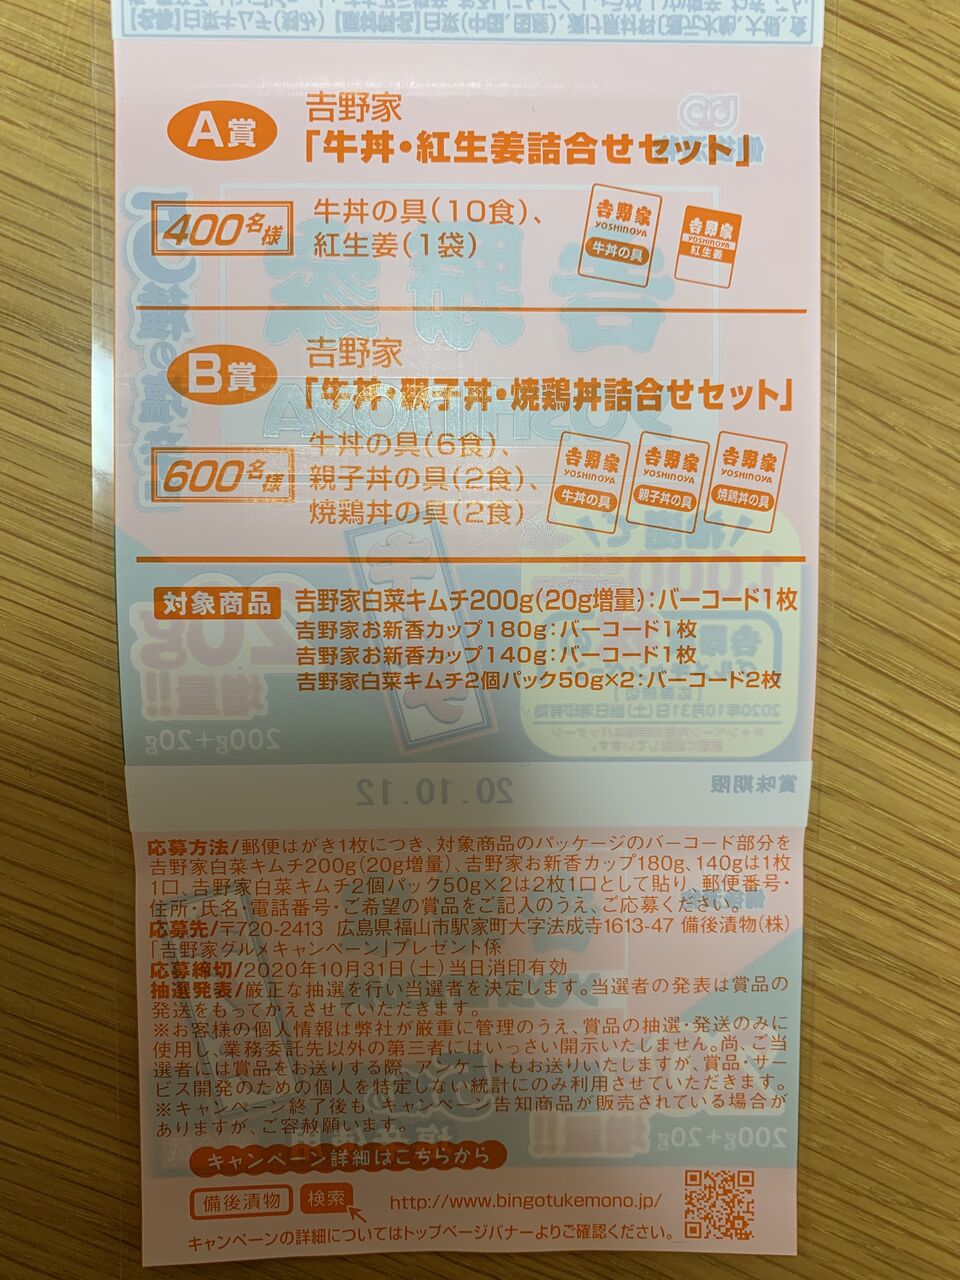 A賞
吉野家
「牛丼・紅生姜詰合せセット」
400名様
牛丼の具(10食)、
紅生姜(1袋)
吉野家
YOSHINOYA
牛丼の具
吉野家
YOSHINOYA
紅生姜
B賞
吉野家
「牛丼・親子丼・焼鶏丼詰合せセット」
600名様
牛丼の具(6食)、
親子丼の具(2食)、
焼鶏丼の具(2食)
吉野家
YOSHINOYA
牛丼の具
吉野家
YOSHINOYA
親子丼の具
吉野家
YOSHINOYA
焼鶏丼の具
対象商品
吉野家白菜キムチ200g(20g増量):バーコード1枚
吉野家お新香カップ180g:バーコード1枚
吉野家お新香カップ140g:バーコード1枚
吉野家白菜キムチ2個パック50g×2:バーコード2枚
賞味期限
20.10.12
応募方法/郵便はがき1枚につき、対象商品のパッケージのバーコード部分を
吉野家白菜キムチ200g(20g増量)、吉野家お新香カップ180g、140gは1枚
1口、吉野家白菜キムチ2個パック50g×2は2枚1口として貼り、郵便番号・
住所・氏名、電話番号・ご希望の賞品をご記入のうえ、ご応募ください。
応募先/〒720-2413 広島県福山市駅家町大字法成寺1613-47 備後漬物(株)
「吉野家グルメキャンペーン」プレゼント係
応募締切/2020年10月31日(土)当日消印有効
抽選発表/厳正な抽選を行い当選者を決定します。当選者の発表は賞品の
発送をもってかえさせていただきます。
※お客様の個人情報は弊社が厳重に管理のうえ、賞品の抽選・発送のみに
使用し、業務委託先以外の第三者にはいっさい開示いたしません。尚、ご当
選者には賞品をお送りする際、アンケートもお送りいたしますが、賞品・サー
ビス開発のための個人を特定しない統計にのみ利用させていただきます。
※キャンペーン終了後も、キャンペーン告知商品が販売されている場合が
ありますが、ご容赦願います。
キャンペーン詳細はこちらから
備後漬物 検索
http://www.bingotukemono.jp/
キャンペーンの詳細についてはトップページバナーよりご確認ください。